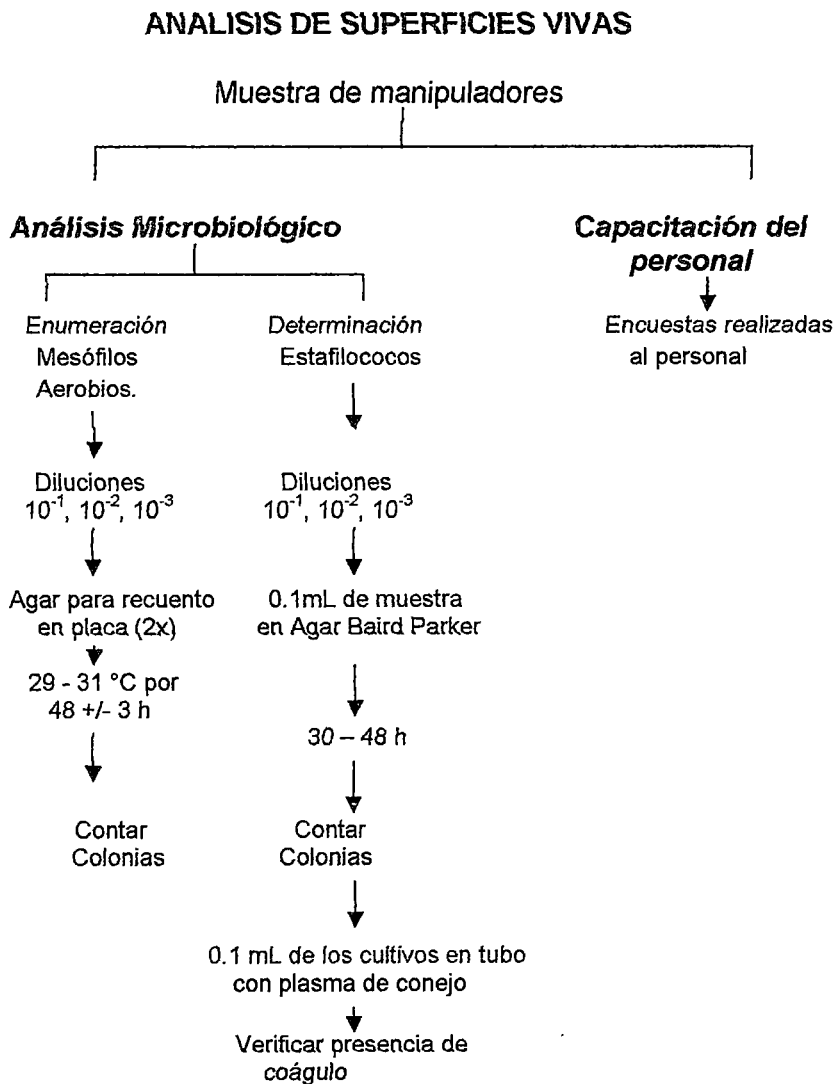 ANALISIS DE SUPERFICIES VIVAS
Muestra de manipuladores
Análisis Microbiológico
Enumeración
Mesófilos
Aerobios.
Diluciones
10⁻¹, 10⁻², 10⁻³
Agar para recuento
en placa (2x)
29 - 31 °C por
48 +/- 3 h
Contar
Colonias
Determinación
Estafilococos
Diluciones
10⁻¹, 10⁻², 10⁻³
0.1mL de muestra
en Agar Baird Parker
30 – 48 h
Contar
Colonias
0.1 mL de los cultivos en tubo
con plasma de conejo
Verificar presencia de
coágulo
Capacitación del
personal
Encuestas realizadas
al personal